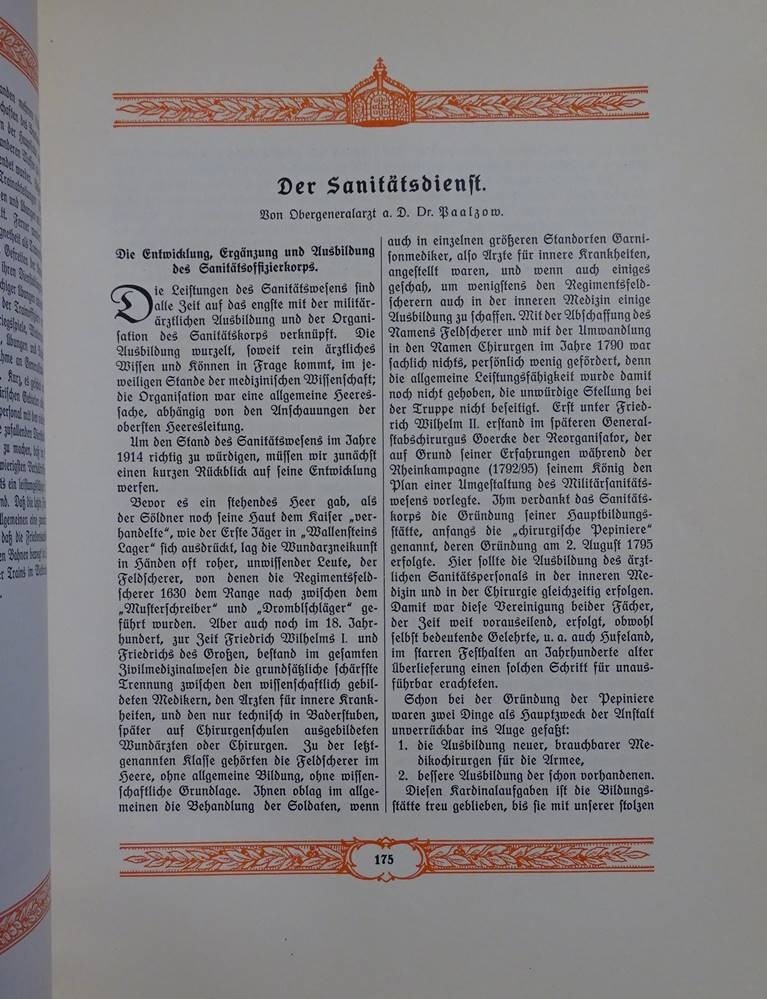 Der Sanitätsdienst.
Von Obergeneralarzt a. D. Dr. Paalzow.
Die Entwicklung, Ergänzung und Ausbildung
des Sanitätsoffizierkorps.
Die Leistungen des Sanitätswesens sind
alle Zeit auf das engste mit der militär-
ärztlichen Ausbildung und der Organi-
sation des Sanitätskorps verknüpft. Die
Ausbildung wurzelt, soweit rein ärztliches
Wissen und Können in Frage kommt, im je-
weiligen Stande der medizinischen Wissenschaft;
die Organisation war eine allgemeine Heeres-
sache, abhängig von den Anschauungen der
obersten Heeresleitung.
Um den Stand des Sanitätswesens im Jahre
1914 richtig zu würdigen, müssen wir zunächst
einen kurzen Rückblick auf seine Entwicklung
werfen.
Bevor es ein stehendes Heer gab, als
der Söldner noch seine Haut dem Kaiser „ver-
handelte“, wie der Erste Jäger in „Wallensteins
Lager“ sich ausdrückt, lag die Wundarzneikunst
in Händen oft roher, unwissender Leute, der
Feldscherer, von denen die Regimentsfeld-
scherer 1630 dem Range nach zwischen dem
„Musterschreiber“ und „Dromblschläger“ ge-
führt wurden. Aber auch noch im 18. Jahr-
hundert, zur Zeit Friedrich Wilhelms I. und
Friedrichs des Großen, bestand im gesamten
Zivilmedizinalwesen die grundsätzliche schärfste
Trennung zwischen den wissenschaftlich gebil-
deten Medikern, den Ärzten für innere Krank-
heiten, und den nur technisch in Baderstuben,
später auf Chirurgenschulen ausgebildeten
Wundärzten oder Chirurgen. Zu der letzt-
genannten Klasse gehörten die Feldscherer im
Heere, ohne allgemeine Bildung, ohne wissen-
schaftliche Grundlage. Ihnen oblag im allge-
meinen die Behandlung der Soldaten, wenn
auch in einzelnen größeren Standorten Garni-
sonmediker, also Ärzte für innere Krankheiten,
angestellt waren, und wenn auch einiges
geschah, um wenigstens den Regimentsfeld-
scherern auch in der inneren Medizin einige
Ausbildung zu schaffen. Mit der Abschaffung des
Namens Feldscherer und mit der Umwandlung
in den Namen Chirurgen im Jahre 1790 war
sachlich nichts, persönlich wenig gefördert, denn
die allgemeine Leistungsfähigkeit wurde damit
noch nicht gehoben, die unwürdige Stellung bei
der Truppe nicht beseitigt. Erst unter Fried-
rich Wilhelm II. erstand im späteren General-
stabschirurgus Goercke der Reorganisator, der
auf Grund seiner Erfahrungen während der
Rheinkampagne (1792/95) seinem König den
Plan einer Umgestaltung des Militärsanitäts-
wesens vorlegte. Ihm verdankt das Sanitäts-
korps die Gründung seiner Hauptbildungs-
stätte, anfangs die „chirurgische Pepiniere“
genannt, deren Gründung am 2. August 1795
erfolgte. Hier sollte die Ausbildung des ärzt-
lichen Sanitätspersonals in der inneren Me-
dizin und in der Chirurgie gleichzeitig erfolgen.
Damit war diese Vereinigung beider Fächer,
der Zeit weit vorauseilend, erfolgt, obwohl
selbst bedeutende Gelehrte, u. a. auch Hufeland,
im starren Festhalten an Jahrhunderte alter
Überlieferung einen solchen Schritt für unaus-
führbar erachteten.
Schon bei der Gründung der Pepiniere
waren zwei Dinge als Hauptzweck der Anstalt
unverrückbar ins Auge gefaßt:
1. die Ausbildung neuer, brauchbarer Me-
dikochirurgen für die Armee,
2. bessere Ausbildung der schon vorhandenen.
Diesen Kardinalaufgaben ist die Bildungs-
stätte treu geblieben, bis sie mit unserer stolzen
175